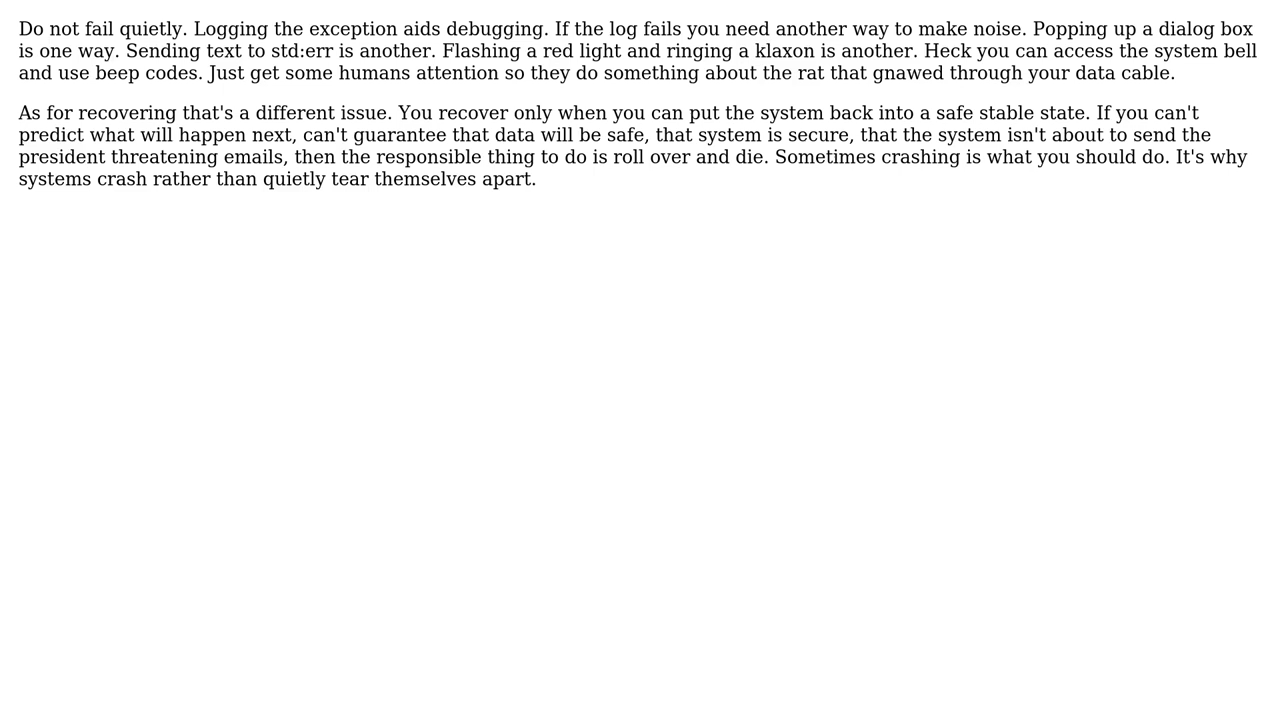 Do not fail quietly. Logging the exception aids debugging. If the log fails you need another way to make noise. Popping up a dialog box
is one way. Sending text to std:err is another. Flashing a red light and ringing a klaxon is another. Heck you can access the system bell
and use beep codes. Just get some humans attention so they do something about the rat that gnawed through your data cable.
As for recovering that's a different issue. You recover only when you can put the system back into a safe stable state. If you can't
predict what will happen next, can't guarantee that data will be safe, that system is secure, that the system isn't about to send the
president threatening emails, then the responsible thing to do is roll over and die. Sometimes crashing is what you should do. It's why
systems crash rather than quietly tear themselves apart.